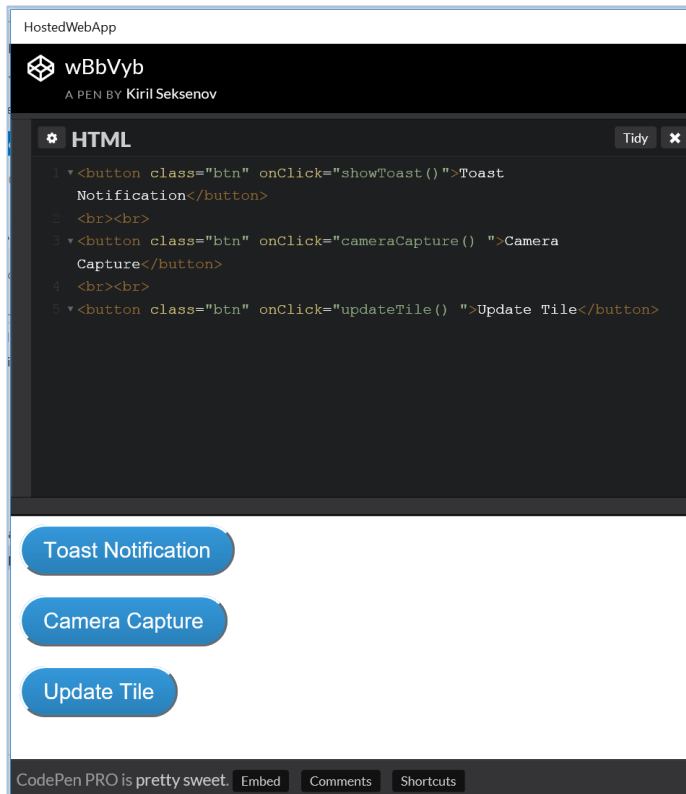 HostedWebApp
wBbVyb
A PEN BY Kiril Seksenov
HTML
Tidy
1 <button class="btn" onClick="showToast()">Toast
Notification</button>
2 <br><br>
3 <button class="btn" onClick="cameraCapture() ">Camera
Capture</button>
4 <br><br>
5 <button class="btn" onClick="updateTile() ">Update Tile</button>
Toast Notification
Camera Capture
Update Tile
CodePen PRO is pretty sweet. Embed Comments Shortcuts